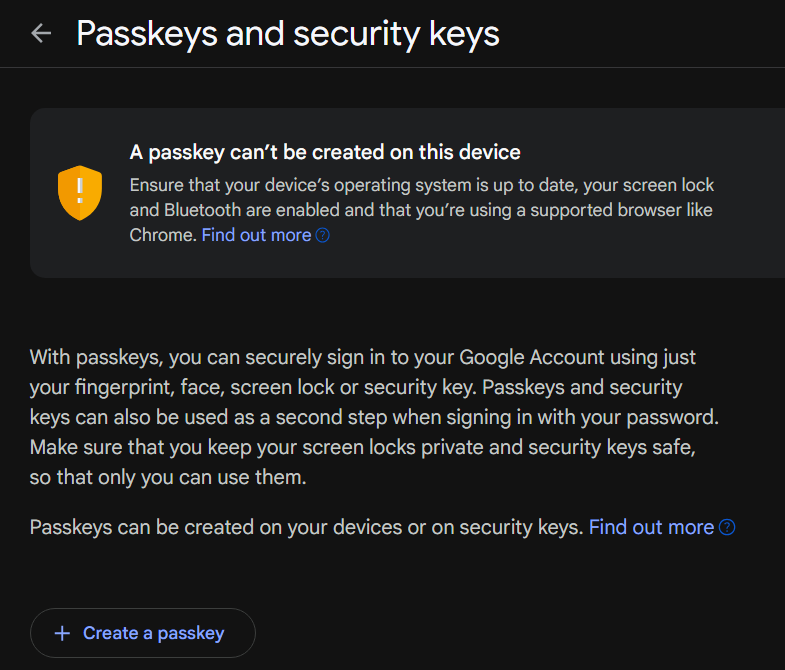 Passkeys and security keys
A passkey can’t be created on this device
Ensure that your device’s operating system is up to date, your screen lock
and Bluetooth are enabled and that you’re using a supported browser like
Chrome. Find out more
With passkeys, you can securely sign in to your Google Account using just
your fingerprint, face, screen lock or security key. Passkeys and security
keys can also be used as a second step when signing in with your password.
Make sure that you keep your screen locks private and security keys safe,
so that only you can use them.
Passkeys can be created on your devices or on security keys. Find out more
Create a passkey